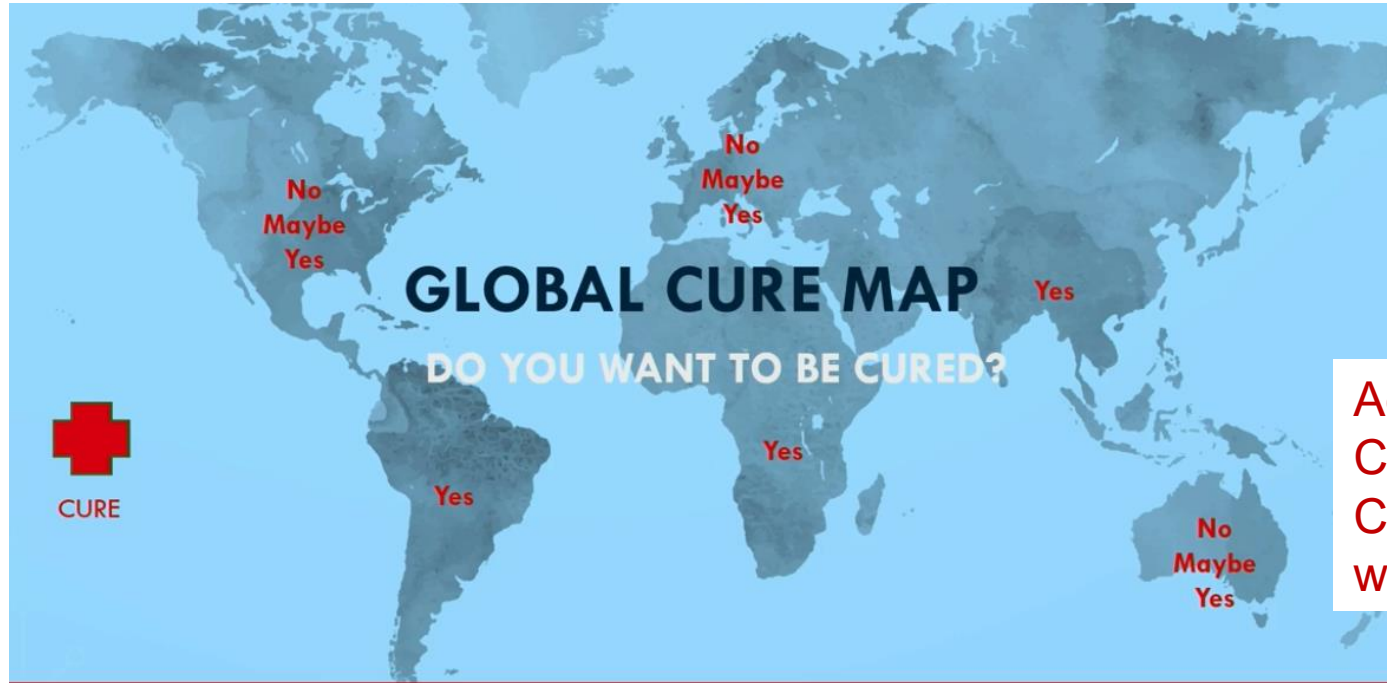 No
Maybe
Yes
No
Maybe
Yes
GLOBAL CURE MAP
Yes
DO YOU WANT TO BE CURED?
Yes
Yes
CURE
No
Maybe
Yes
A
C
C
w